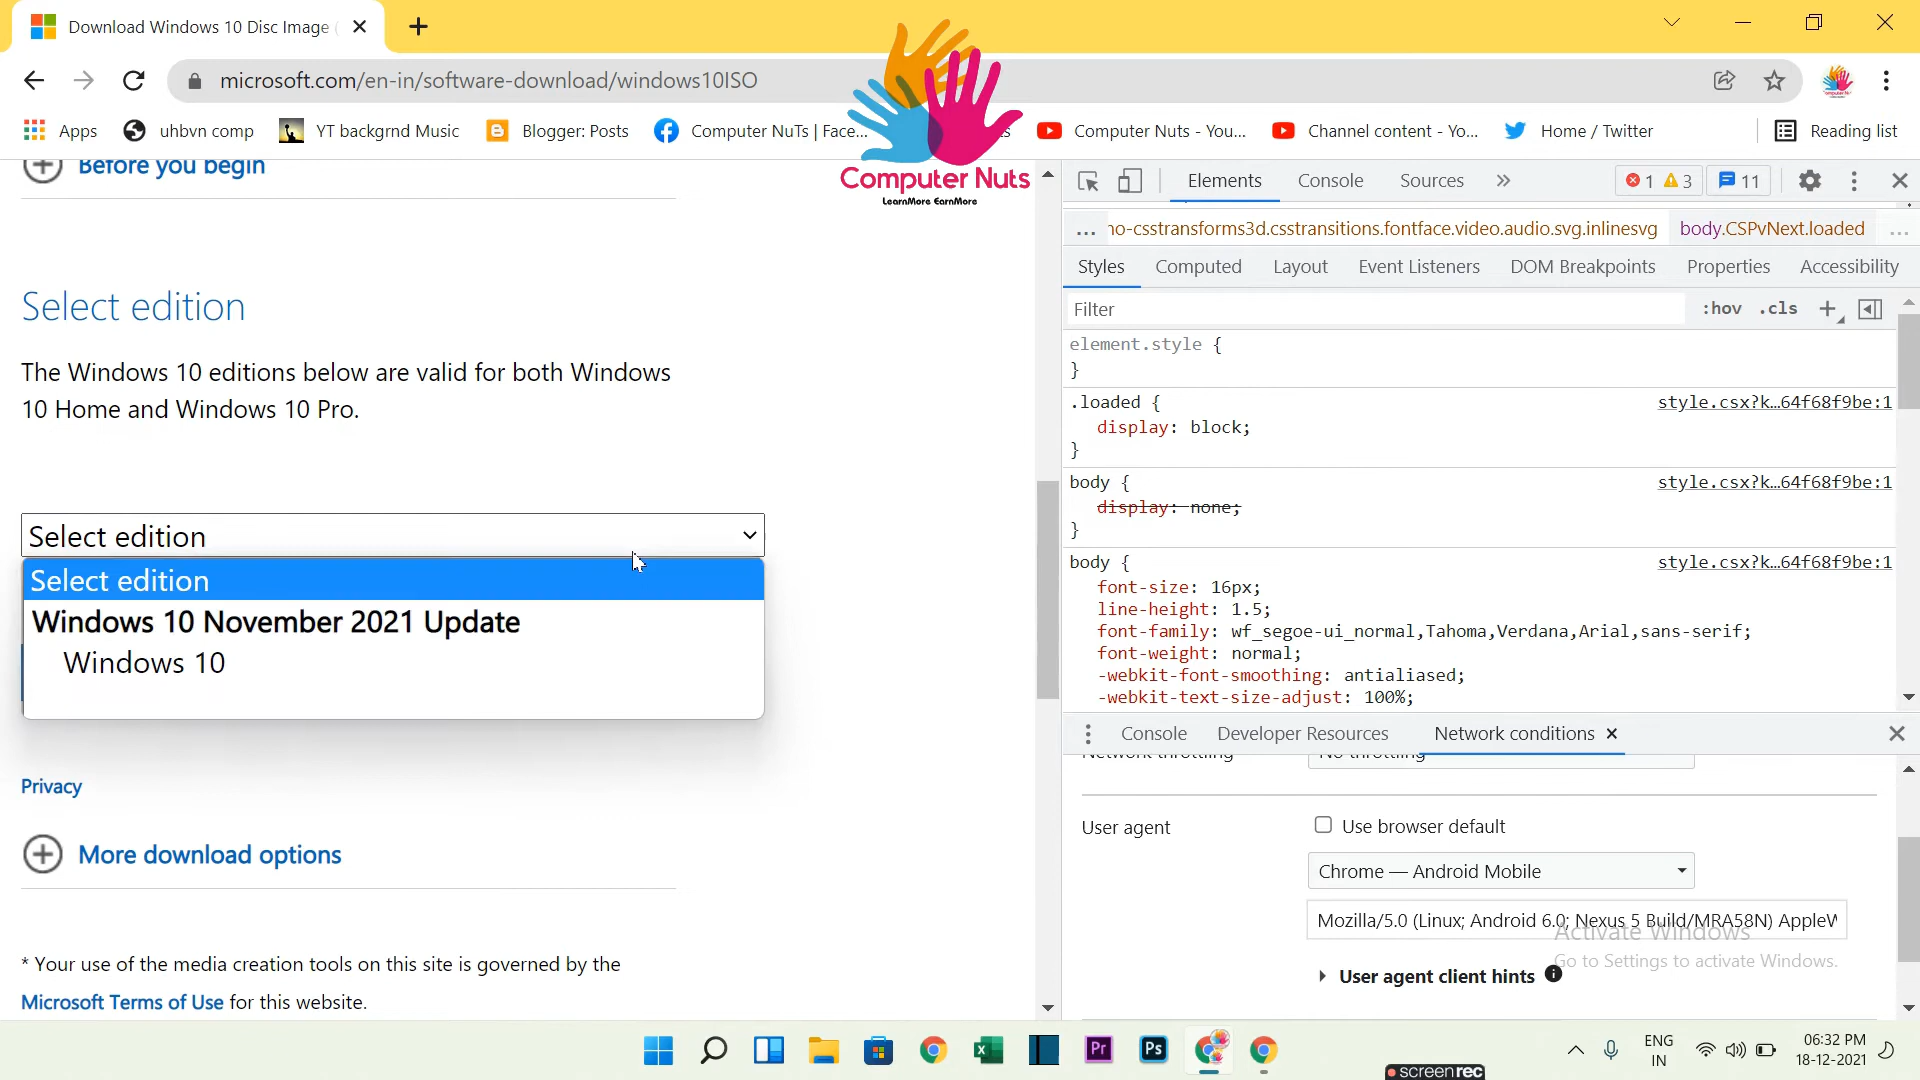 Download Windows 10 Disc Image (
microsoft.com/en-in/software-download/windows10ISO
Apps
uhbvn comp
YT backgrnd Music
Blogger: Posts
Computer NuTs | Face...
Computer Nuts - You...
Channel content - Yo...
Home / Twitter
Reading list
Computer Nuts
LearnMore EarnMore
Before you begin
Select edition
The Windows 10 editions below are valid for both Windows
10 Home and Windows 10 Pro.
Select edition
Select edition
Windows 10 November 2021 Update
Windows 10
Privacy
More download options
* Your use of the media creation tools on this site is governed by the
Microsoft Terms of Use for this website.
Elements
Console
Sources
1
3
11
... no-csstransforms3d.csstransitions.fontface.video.audio.svg.inlinesvg body.CSPvNext.loaded ...
Styles
Computed
Layout
Event Listeners
DOM Breakpoints
Properties
Accessibility
Filter
:hov .cls
element.style {
}
.loaded { style.csx?k…64f68f9be:1
display: block;
}
body { style.csx?k…64f68f9be:1
display: none;
}
body { style.csx?k…64f68f9be:1
font-size: 16px;
line-height: 1.5;
font-family: wf_segoe-ui_normal,Tahoma,Verdana,Arial,sans-serif;
font-weight: normal;
-webkit-font-smoothing: antialiased;
-webkit-text-size-adjust: 100%;
Console
Developer Resources
Network conditions
Network throttling No throttling
User agent
Use browser default
Chrome — Android Mobile
Mozilla/5.0 (Linux; Android 6.0; Nexus 5 Build/MRA58N) AppleW
User agent client hints
Activate Windows
Go to Settings to activate Windows.
Pr
Ps
ENG
IN
06:32 PM
18-12-2021
screenrec